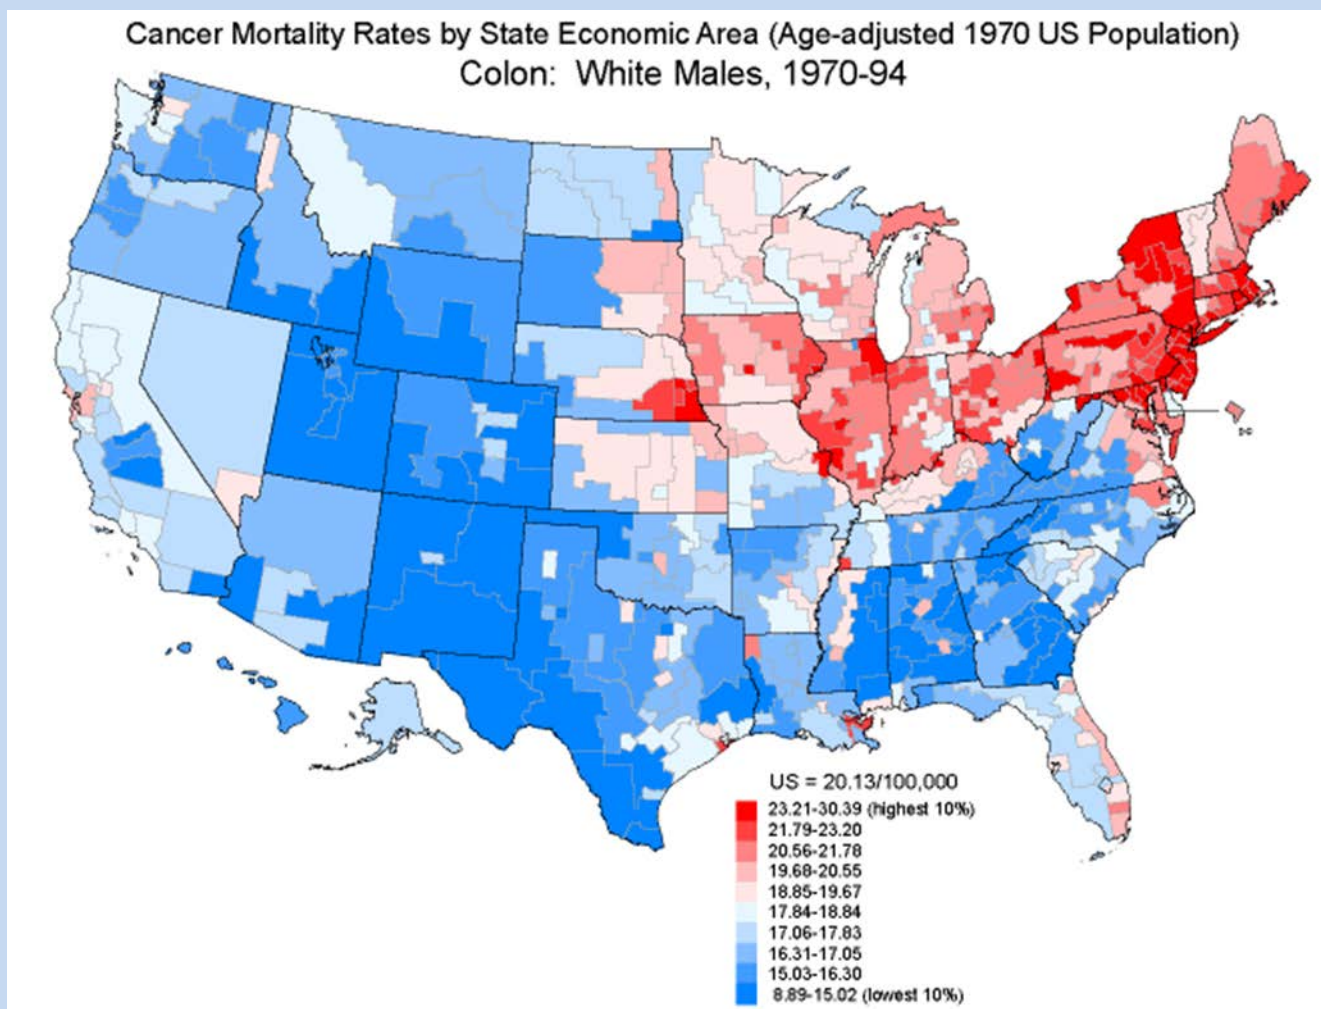 Cancer Mortality Rates by State Economic Area (Age-adjusted 1970 US Population)
Colon: White Males, 1970-94
US = 20.13/100,000
23.21-30.39 (highest 10%)
21.79-23.20
20.56-21.78
19.68-20.55
18.85-19.67
17.84-18.84
17.06-17.83
16.31-17.05
15.03-16.30
8.89-15.02 (lowest 10%)